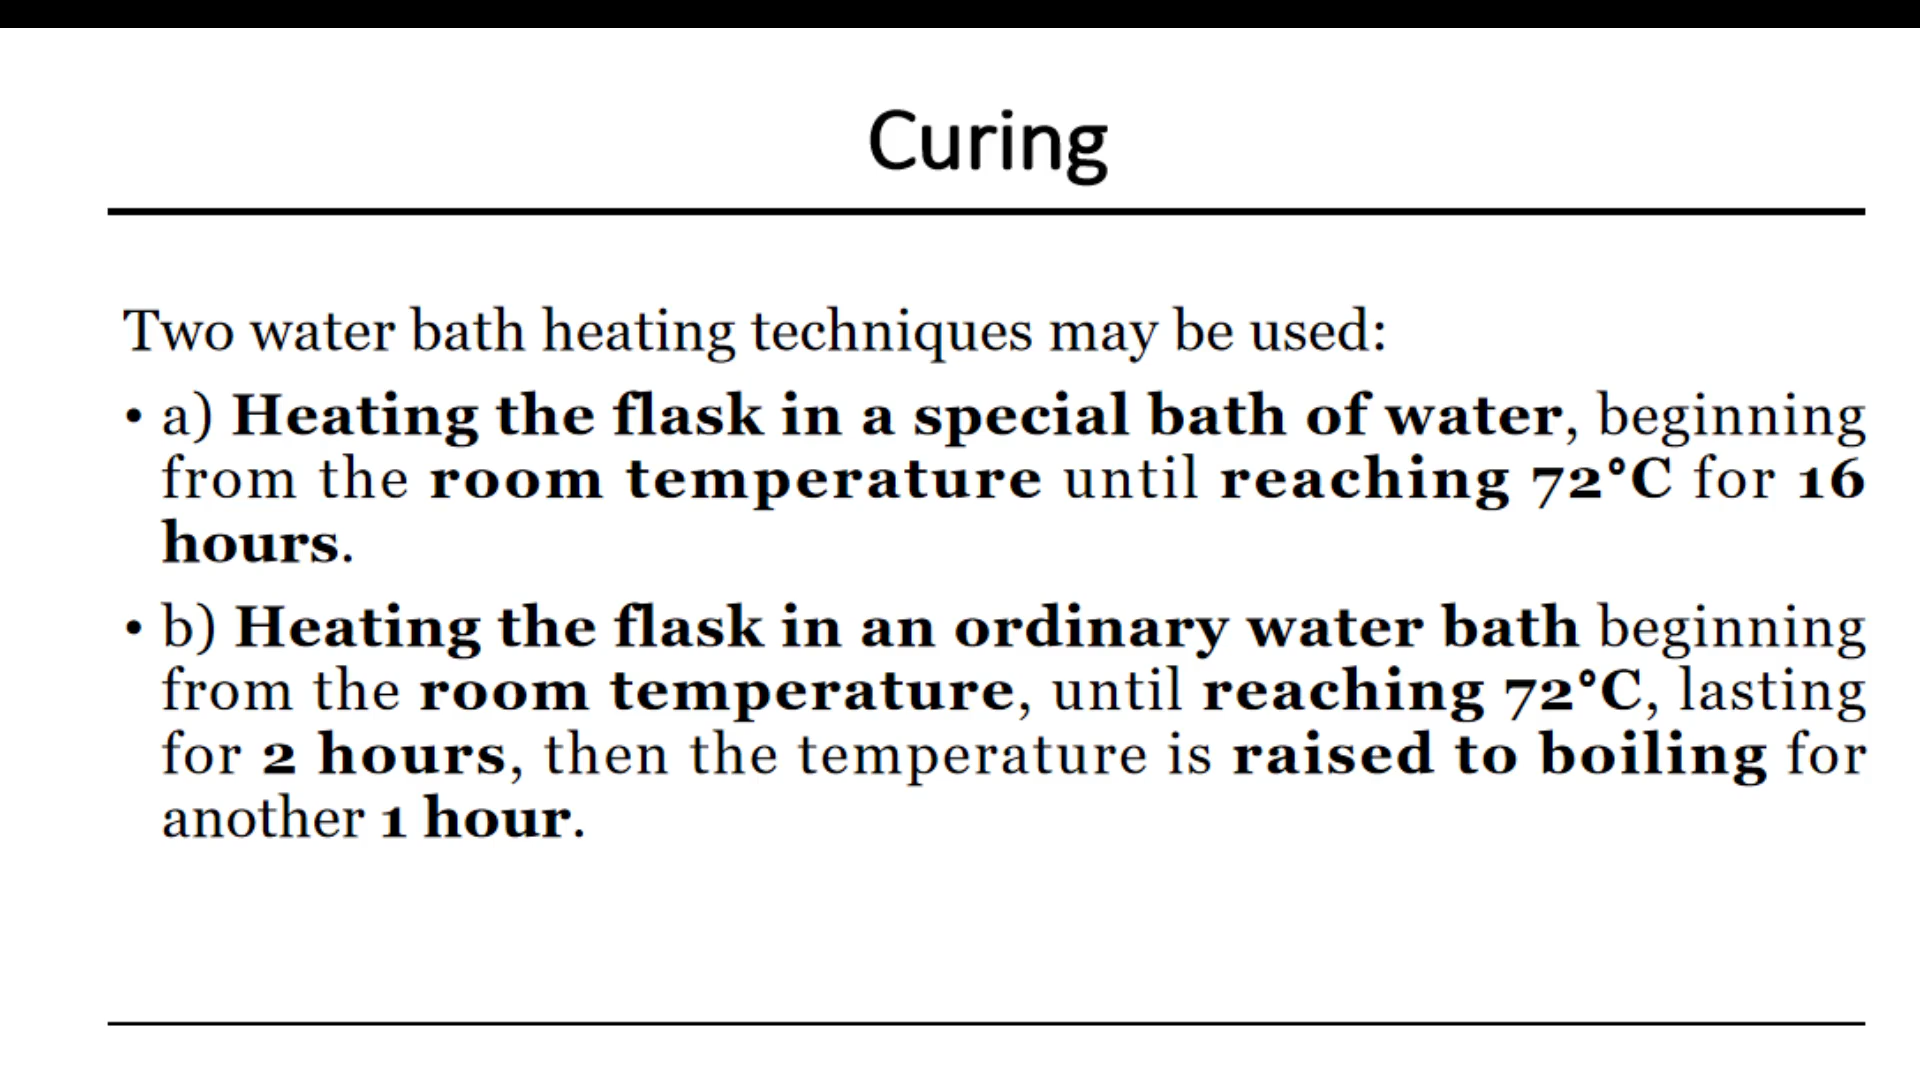 Curing
Two water bath heating techniques may be used:
• a) Heating the flask in a special bath of water, beginning
from the room temperature until reaching 72°C for 16
hours.
• b) Heating the flask in an ordinary water bath beginning
from the room temperature, until reaching 72°C, lasting
for 2 hours, then the temperature is raised to boiling for
another 1 hour.